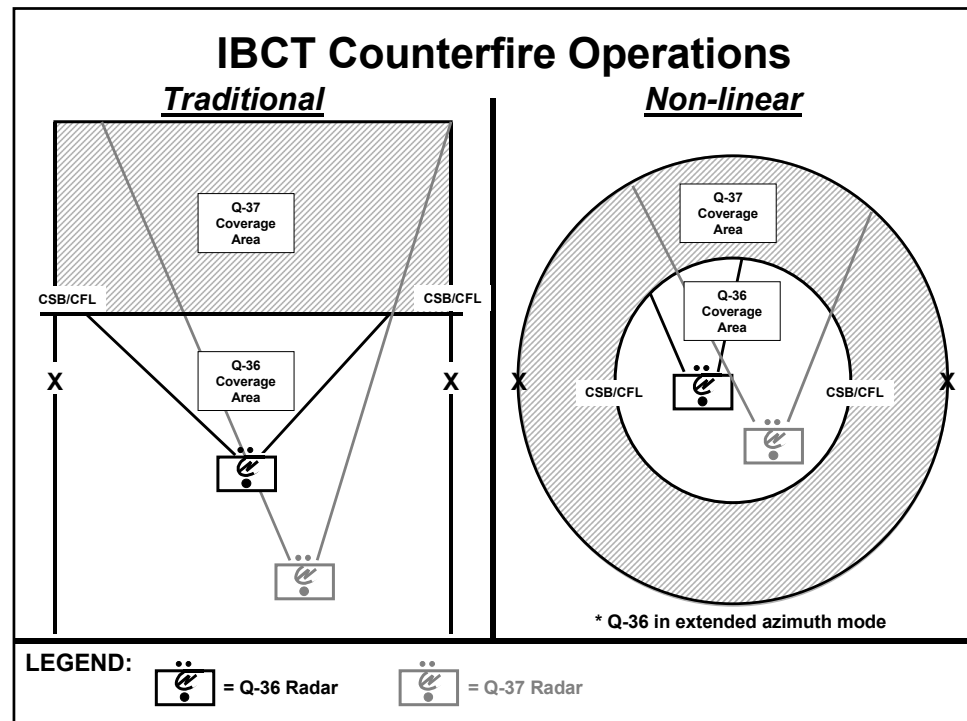 IBCT Counterfire Operations
Traditional
Q-37
Coverage
Area
CSB/CFL
CSB/CFL
Q-36
Coverage
Area
X
X
Non-linear
Q-37
Coverage
Area
Q-36
Coverage
Area
X
CSB/CFL
CSB/CFL
X
* Q-36 in extended azimuth mode
LEGEND:
= Q-36 Radar
= Q-37 Radar